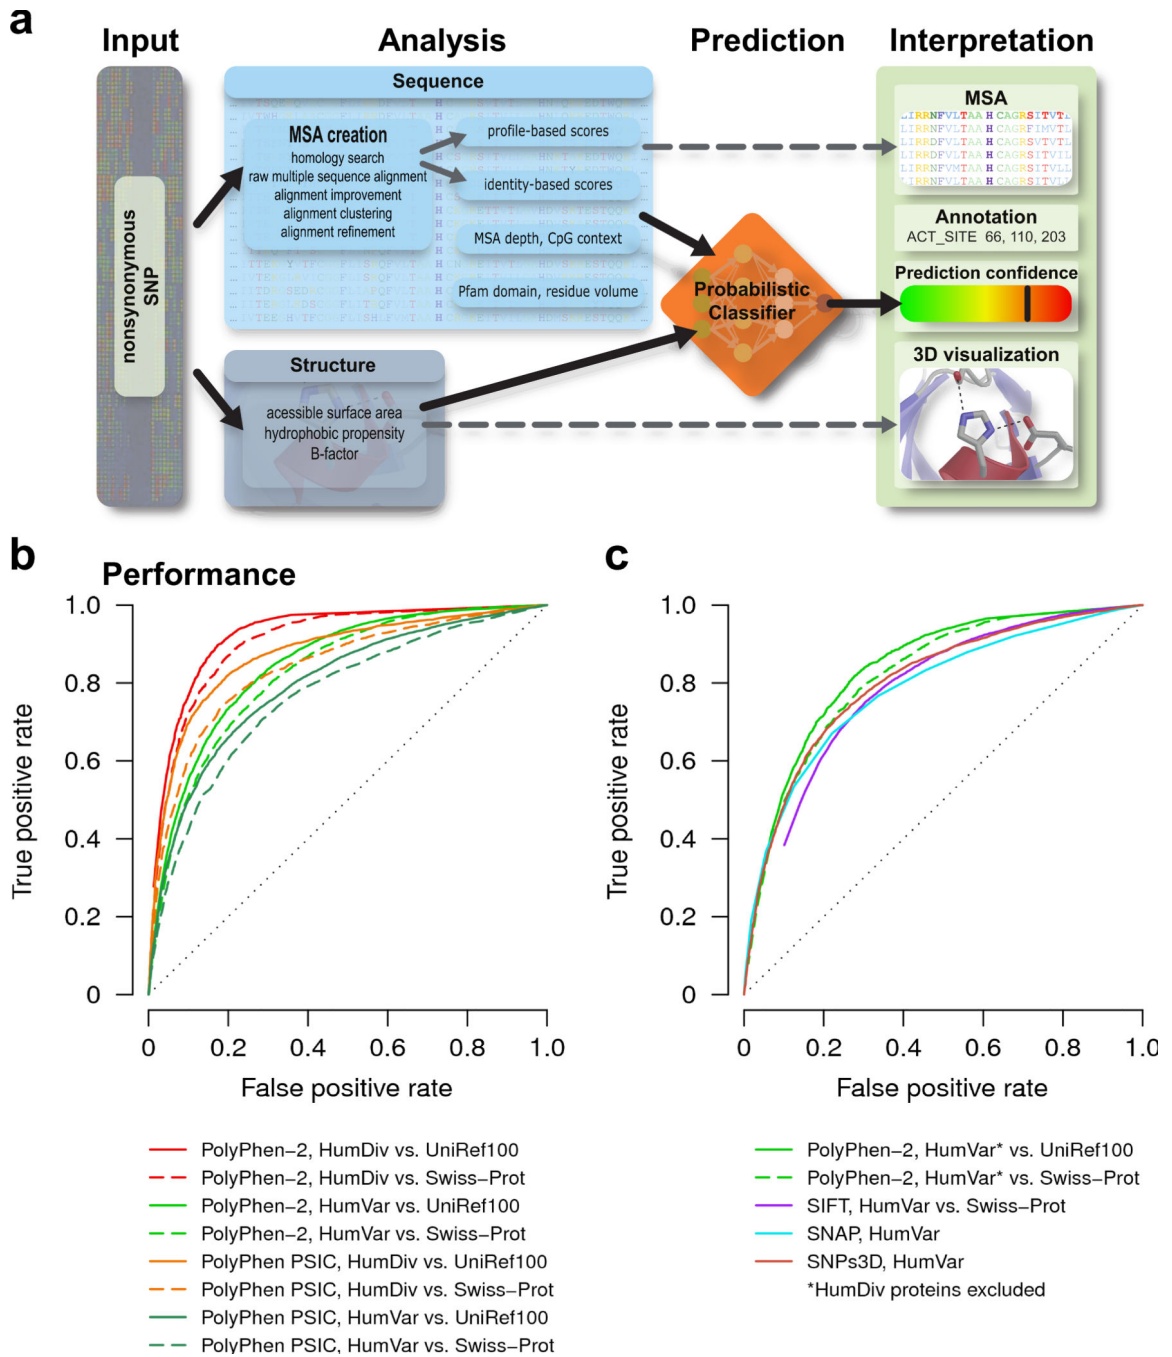 a
Input
Analysis
Prediction
Interpretation
Sequence
MSA creation
homology search
raw multiple sequence alignment
alignment improvement
alignment clustering
alignment refinement
profile-based scores
identity-based scores
MSA depth, CpG context
Pfam domain, residue volume
nonsynonymous
SNP
Structure
acessible surface area
hydrophobic propensity
B-factor
Probabilistic
Classifier
MSA
LIRRNFVLTAAHCAGRSITVTL
LIRRNFVLTAAHCAGRFIMVTL
Annotation
ACT_SITE 66, 110, 203
Prediction confidence
3D visualization
b
Performance
1.0
0.8
0.6
0.4
0.2
0
True positive rate
0 0.2 0.4 0.6 0.8 1.0
False positive rate
PolyPhen-2, HumDiv vs. UniRef100
PolyPhen-2, HumDiv vs. Swiss-Prot
PolyPhen-2, HumVar vs. UniRef100
PolyPhen-2, HumVar vs. Swiss-Prot
PolyPhen PSIC, HumDiv vs. UniRef100
PolyPhen PSIC, HumDiv vs. Swiss-Prot
PolyPhen PSIC, HumVar vs. UniRef100
PolyPhen PSIC, HumVar vs. Swiss-Prot
c
1.0
0.8
0.6
0.4
0.2
0
True positive rate
0 0.2 0.4 0.6 0.8 1.0
False positive rate
PolyPhen-2, HumVar* vs. UniRef100
PolyPhen-2, HumVar* vs. Swiss-Prot
SIFT, HumVar vs. Swiss-Prot
SNAP, HumVar
SNPs3D, HumVar
*HumDiv proteins excluded